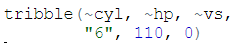 tribble(~cyl, ~hp, ~vs,
"6", 110, 0)